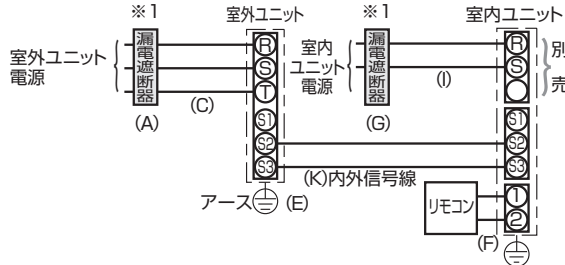 ※1
室外ユニット
室外ユニット
電源
漏電遮断器
(A)
(C)
R
S
T
S1
S2
S3
アース
(E)
※1
室内ユニット
室内
ユニット
電源
漏電遮断器
(G)
(I)
R
S
別
売
S1
S2
S3
(K)内外信号線
リモコン
1
2
(F)